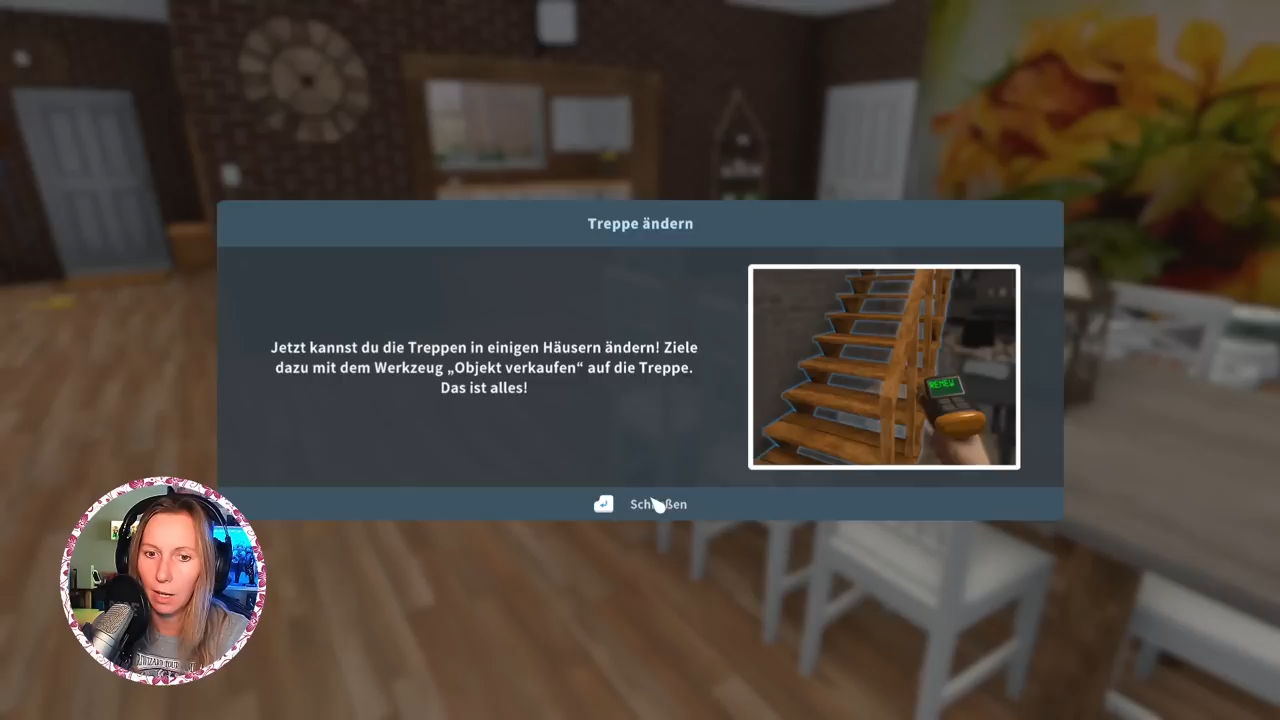 Treppe ändern
Jetzt kannst du die Treppen in einigen Häusern ändern! Ziele
dazu mit dem Werkzeug „Objekt verkaufen“ auf die Treppe.
Das ist alles!
RENEW
Schließen